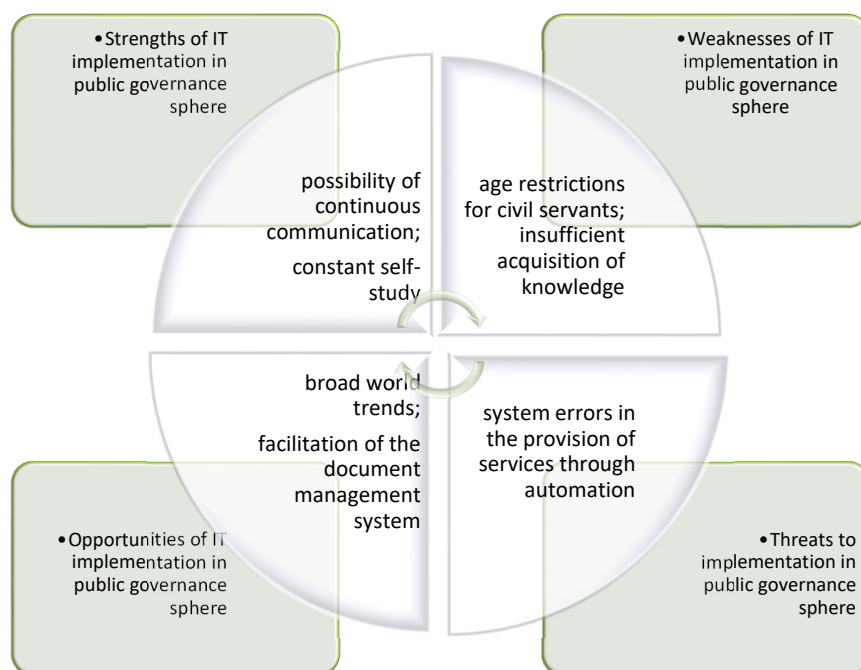 •Strengths of IT
implementation in
public governance
sphere
•Weaknesses of IT
implementation in
public governance
sphere
possibility of
continuous
communication;
constant self-
study
age restrictions
for civil servants;
insufficient
acquisition of
knowledge
broad world
trends;
facilitation of the
document
management
system
system errors in
the provision of
services through
automation
•Opportunities of IT
implementation in
public governance
sphere
•Threats to
implementation in
public governance
sphere